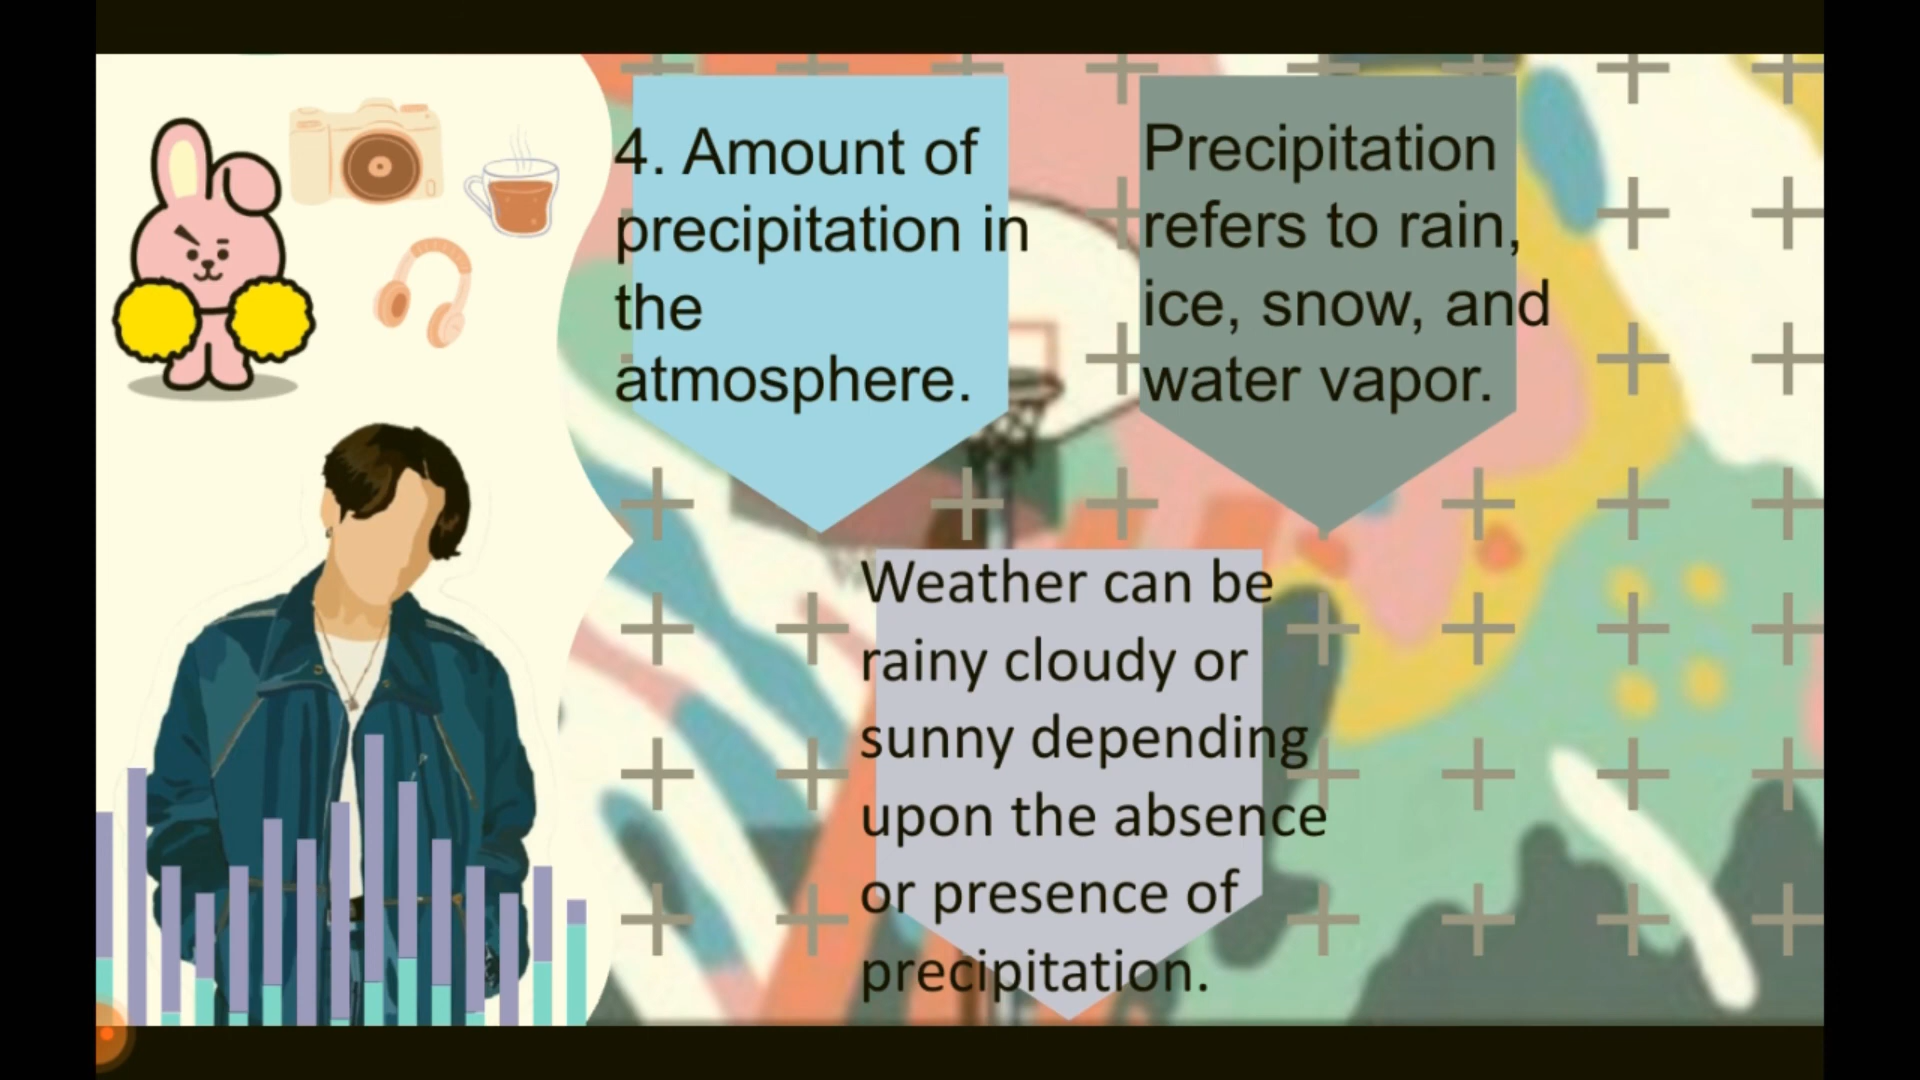 4. Amount of
precipitation in
the
atmosphere.
Precipitation
refers to rain,
ice, snow, and
water vapor.
Weather can be
rainy cloudy or
sunny depending
upon the absence
or presence of
precipitation.